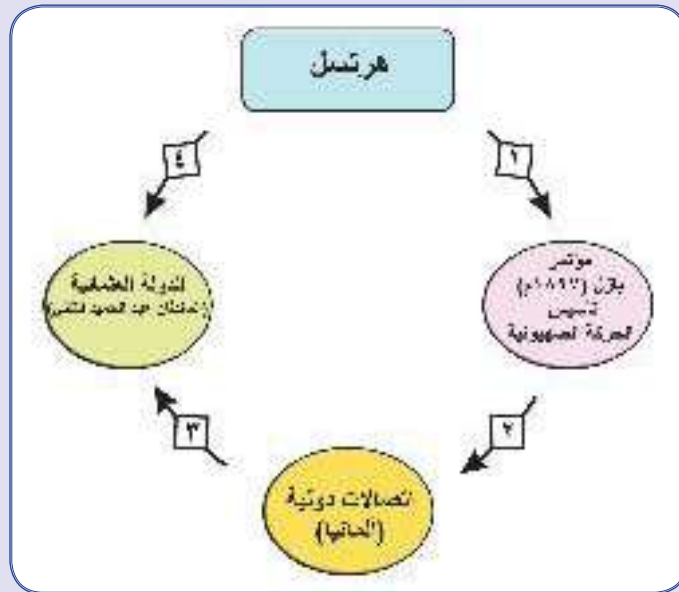 هرتسل
١
٤
مؤتمر
بازل (١٨٩٧م)
تأسيس
الحركة الصهيونية
الدولة العثمانية
(السلطان عبد الحميد الثاني)
٢
٣
اتصالات دولية
(ألمانيا)